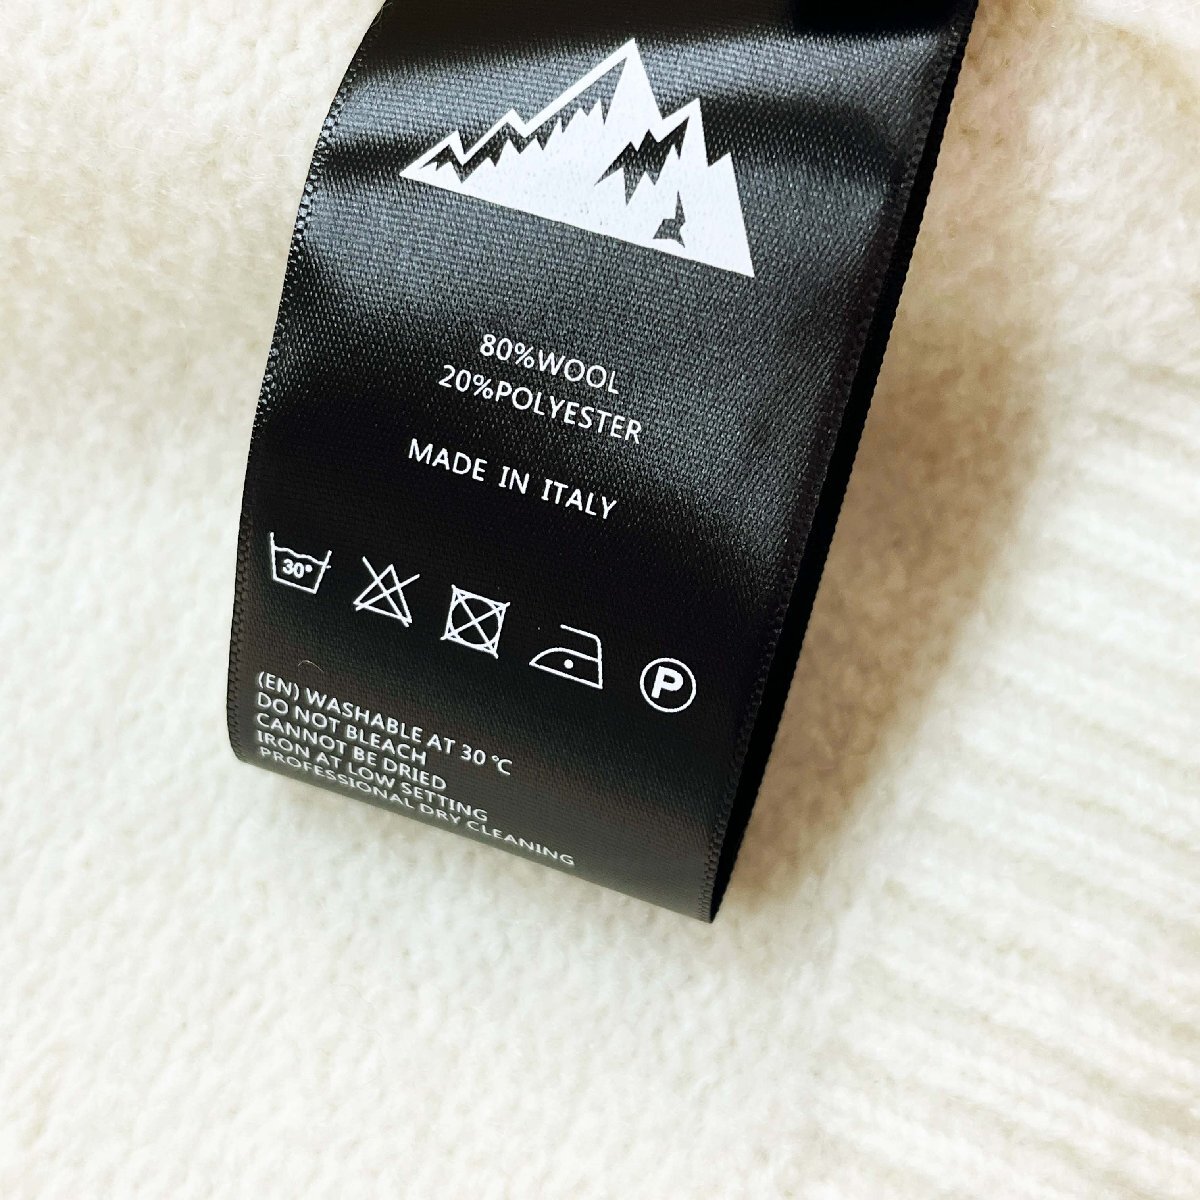 80%WOOL
20%POLYESTER
MADE IN ITALY
30°
P
(EN) WASHABLE AT 30 °C
DO NOT BLEACH
CANNOT BE DRIED
IRON AT LOW SETTING
PROFESSIONAL DRY CLEANING